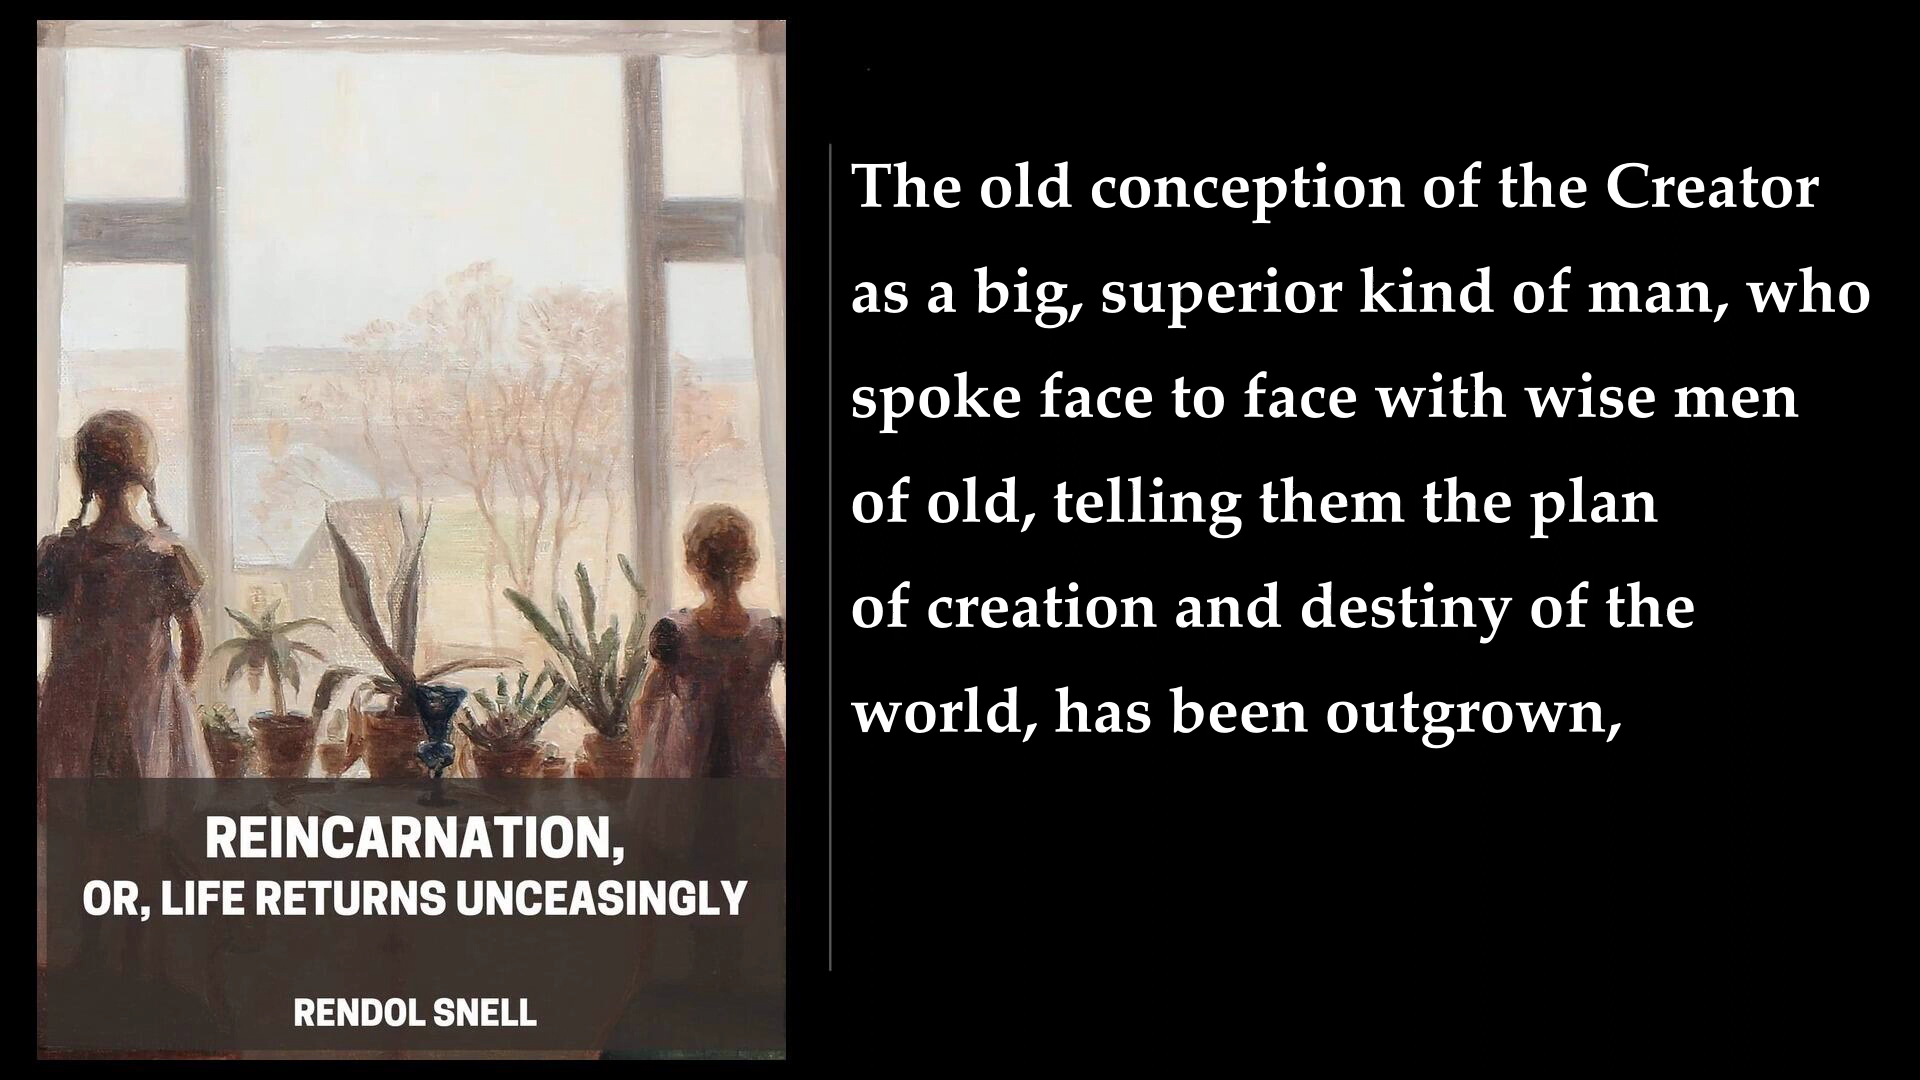 REINCARNATION,
OR, LIFE RETURNS UNCEASINGLY
RENDOL SNELL
The old conception of the Creator
as a big, superior kind of man, who
spoke face to face with wise men
of old, telling them the plan
of creation and destiny of the
world, has been outgrown,